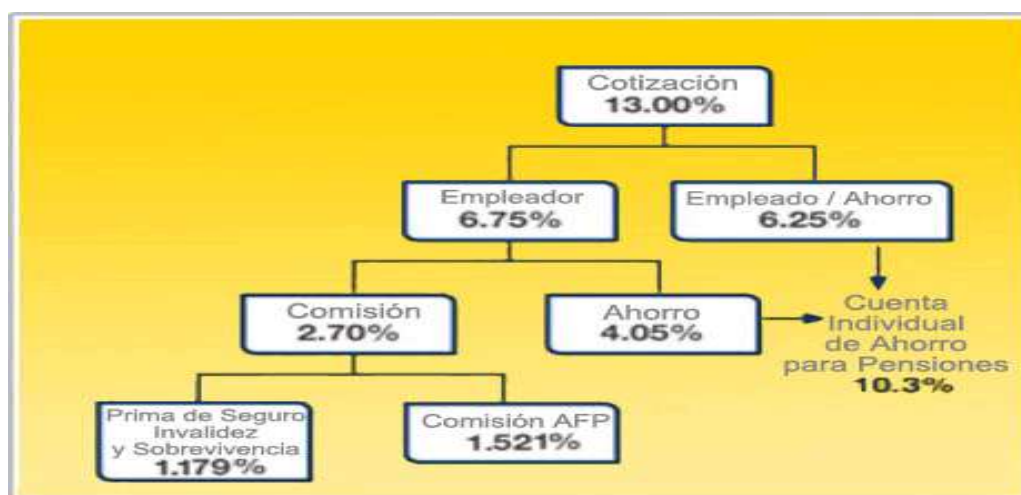 Cotización
13.00%
Empleador
6.75%
Empleado / Ahorro
6.25%
Comisión
2.70%
Ahorro
4.05%
Cuenta
Individual
de Ahorro
para Pensiones
10.3%
Prima de Seguro
Invalidez
y Sobrevivencia
1.179%
Comisión AFP
1.521%